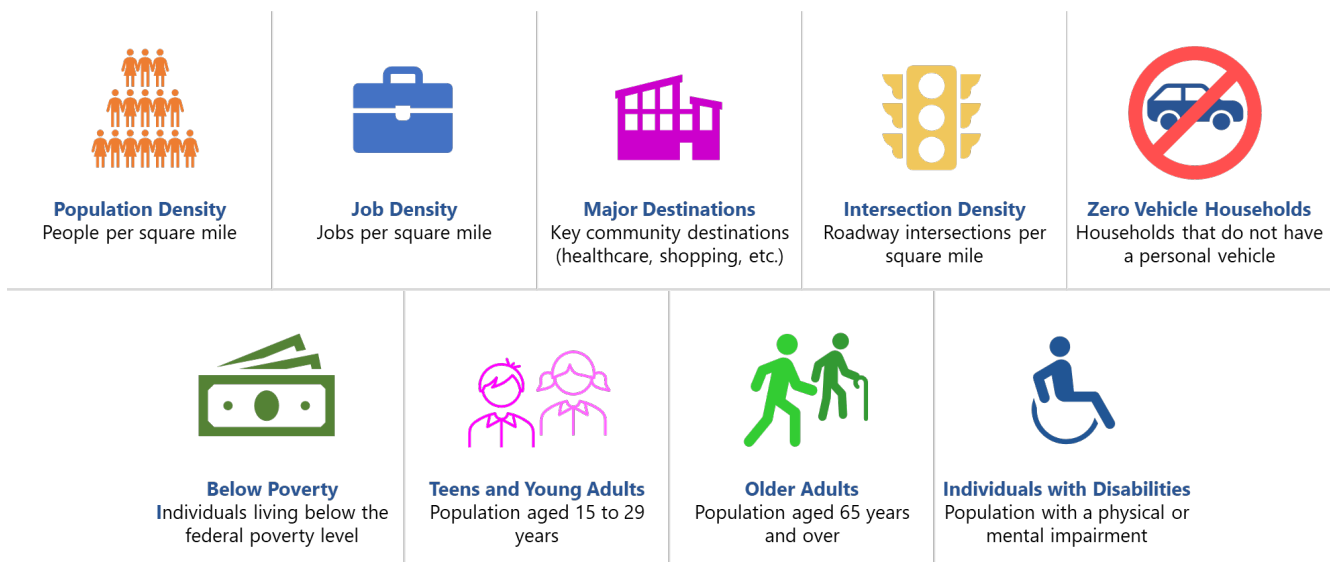 Population Density
People per square mile
Job Density
Jobs per square mile
Major Destinations
Key community destinations
(healthcare, shopping, etc.)
Intersection Density
Roadway intersections per
square mile
Zero Vehicle Households
Households that do not have
a personal vehicle
Below Poverty
Individuals living below the
federal poverty level
Teens and Young Adults
Population aged 15 to 29
years
Older Adults
Population aged 65 years
and over
Individuals with Disabilities
Population with a physical or
mental impairment